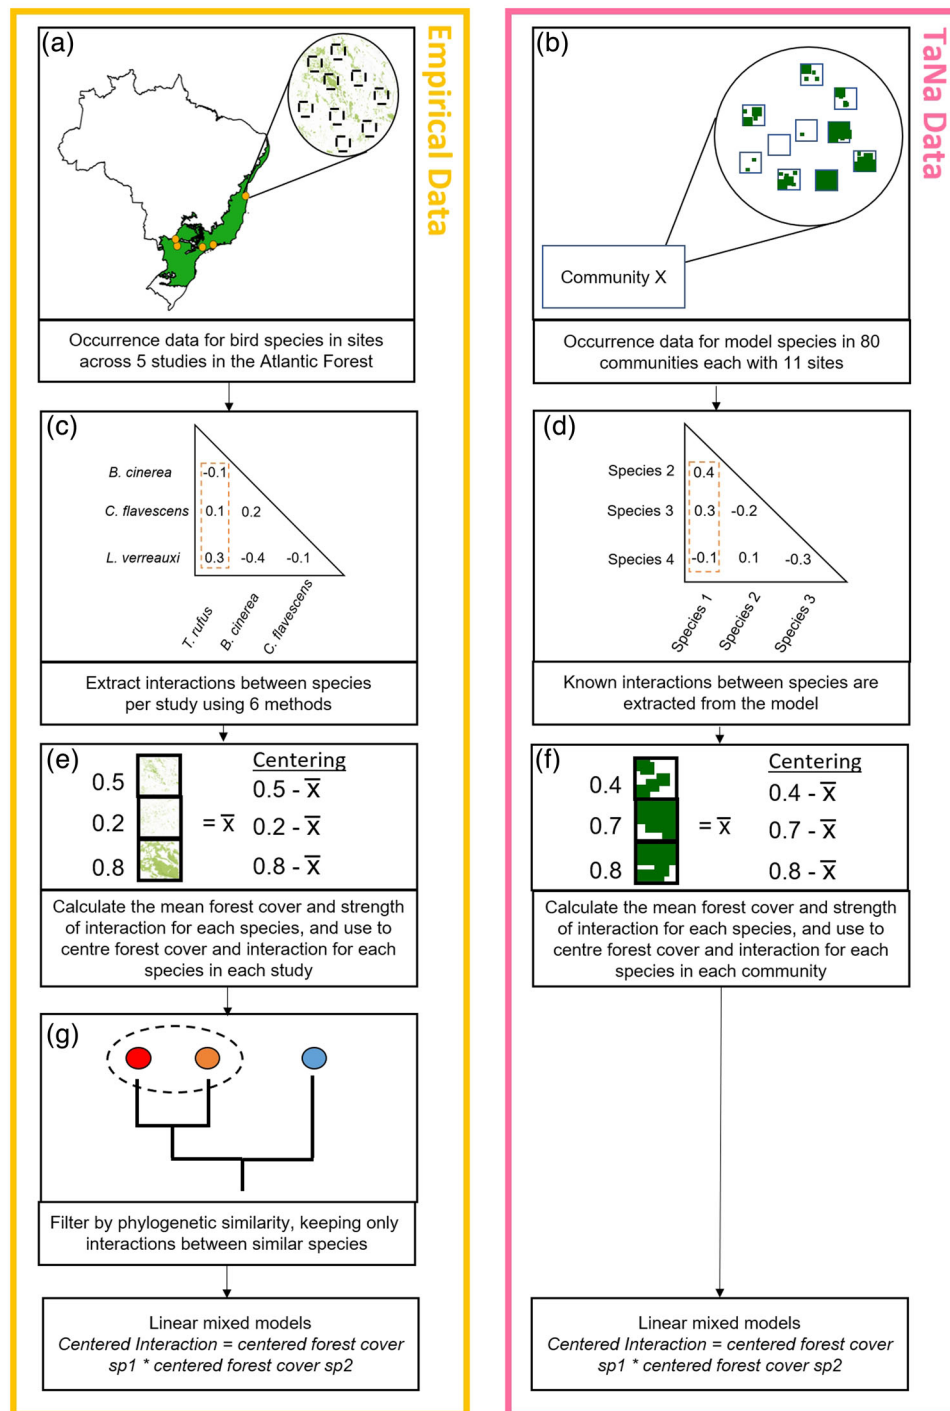 Empirical Data
(a)
Occurrence data for bird species in sites
across 5 studies in the Atlantic Forest
(c)
B. cinerea -0.1
C. flavescens 0.1 0.2
L. verreauxi 0.3 -0.4 -0.1
T. rufus B. cinerea C. flavescens
Extract interactions between species
per study using 6 methods
(e)
Centering
0.5 0.5 - x̅
0.2 = x̅ 0.2 - x̅
0.8 0.8 - x̅
Calculate the mean forest cover and strength
of interaction for each species, and use to
centre forest cover and interaction for each
species in each study
(g)
Filter by phylogenetic similarity, keeping only
interactions between similar species
Linear mixed models
Centered Interaction = centered forest cover
sp1 * centered forest cover sp2
TaNa Data
(b)
Community X
Occurrence data for model species in 80
communities each with 11 sites
(d)
Species 2 0.4
Species 3 0.3 -0.2
Species 4 -0.1 0.1 -0.3
Species 1 Species 2 Species 3
Known interactions between species are
extracted from the model
(f)
Centering
0.4 0.4 - x̅
0.7 = x̅ 0.7 - x̅
0.8 0.8 - x̅
Calculate the mean forest cover and strength
of interaction for each species, and use to
centre forest cover and interaction for each
species in each community
Linear mixed models
Centered Interaction = centered forest cover
sp1 * centered forest cover sp2